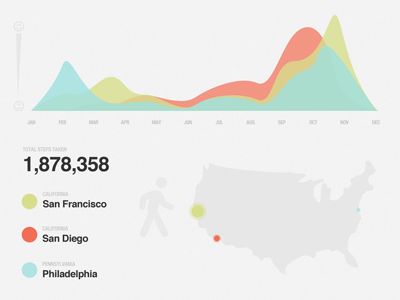 JAN FEB MAR APR MAY JUN JUL AUG SEP OCT NOV DEC
TOTAL STEPS TAKEN
1,878,358
CALIFORNIA
San Francisco
CALIFORNIA
San Diego
PENNSYLVANIA
Philadelphia